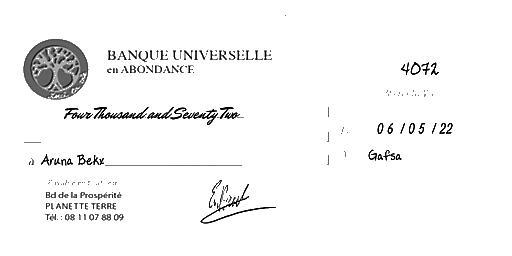 BANQUE UNIVERSELLE
en ABONDANCE
4072
Four Thousand and Seventy Two
06/05/22
à Aruna Bekx
Gafsa
Bd de la Prospérité
PLANETTE TERRE
Tél. : 08 11 07 88 09